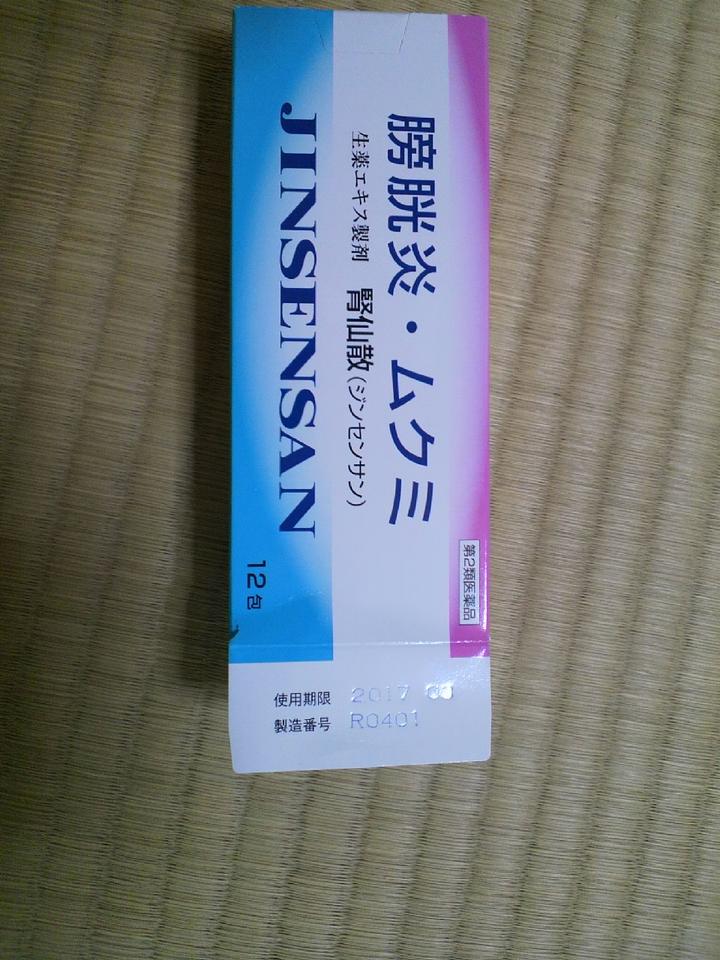 第2類医薬品
膀胱炎・ムクミ
生薬エキス製剤 腎仙散(ジンセンサン)
JINSENSAN
12包
使用期限 2017
製造番号 R0401